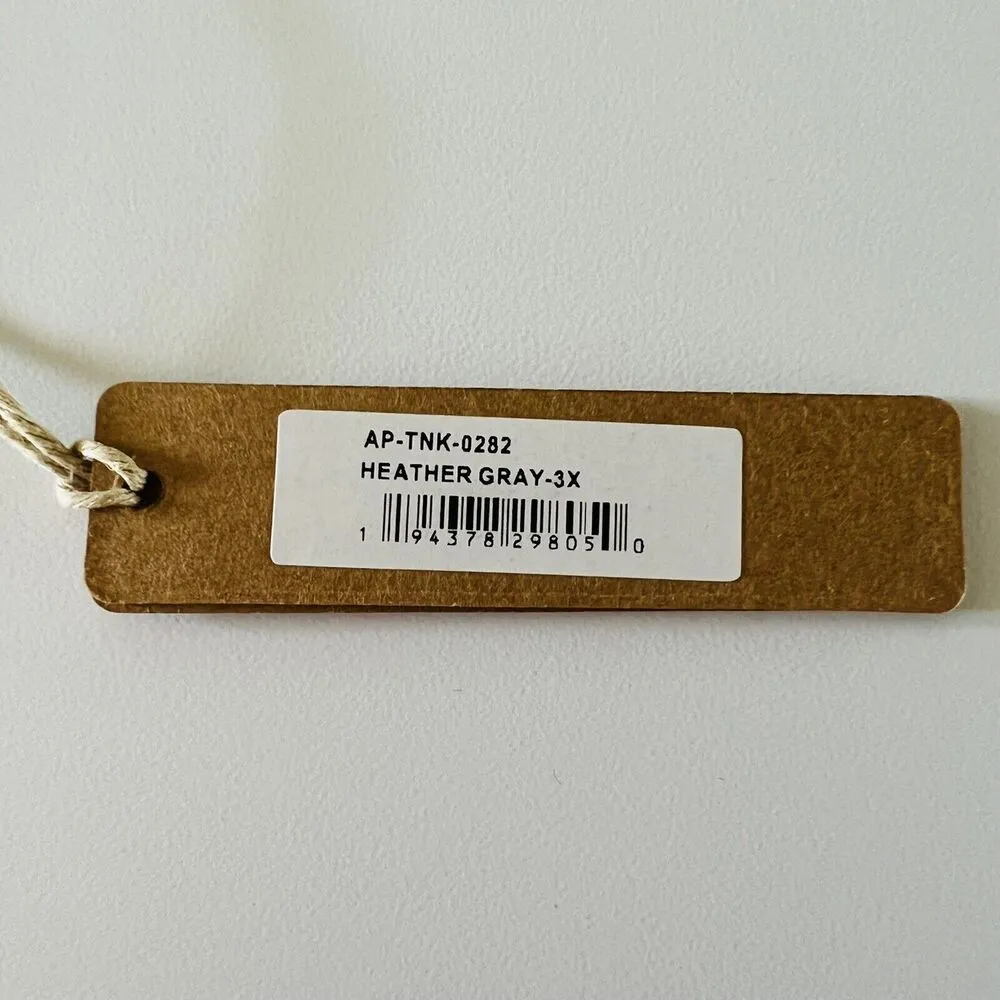 AP-TNK-0282
HEATHER GRAY-3X
1 94378 29805 0